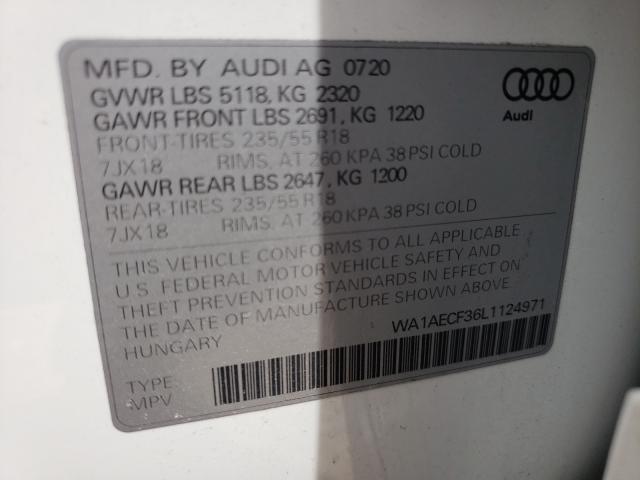 MFD. BY AUDI AG 0720
GVWR LBS 5118, KG 2320
GAWR FRONT LBS 2691, KG 1220
FRONT-TIRES 235/55 R18
7JX18 RIMS. AT 260 KPA 38 PSI COLD
GAWR REAR LBS 2647, KG 1200
REAR-TIRES 235/55 R18
7JX18 RIMS. AT 260 KPA 38 PSI COLD
Audi
THIS VEHICLE CONFORMS TO ALL APPLICABLE
U.S. FEDERAL MOTOR VEHICLE SAFETY AND
THEFT PREVENTION STANDARDS IN EFFECT ON
THE DATE OF MANUFACTURE SHOWN ABOVE.
HUNGARY
WA1AECF36L1124971
TYPE
MPV